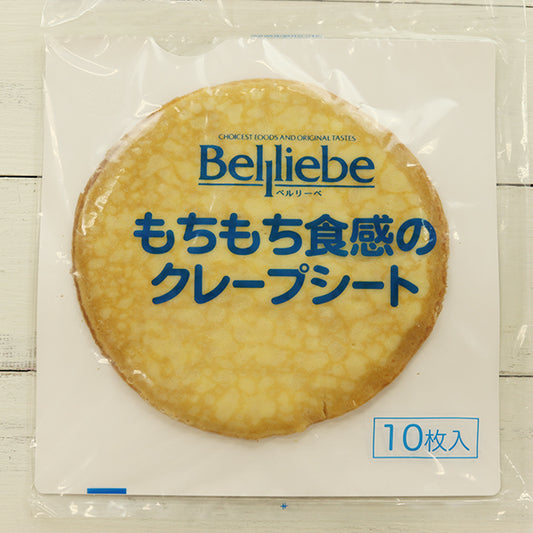 CHOICEST FOODS AND ORIGINAL TASTES
Belliebe
ベルリーベ
もちもち食感の
クレープシート
10枚入